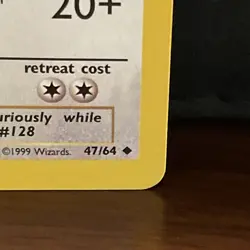 20+
retreat cost
uriously while
#128
©1999 Wizards. 47/64 ◆